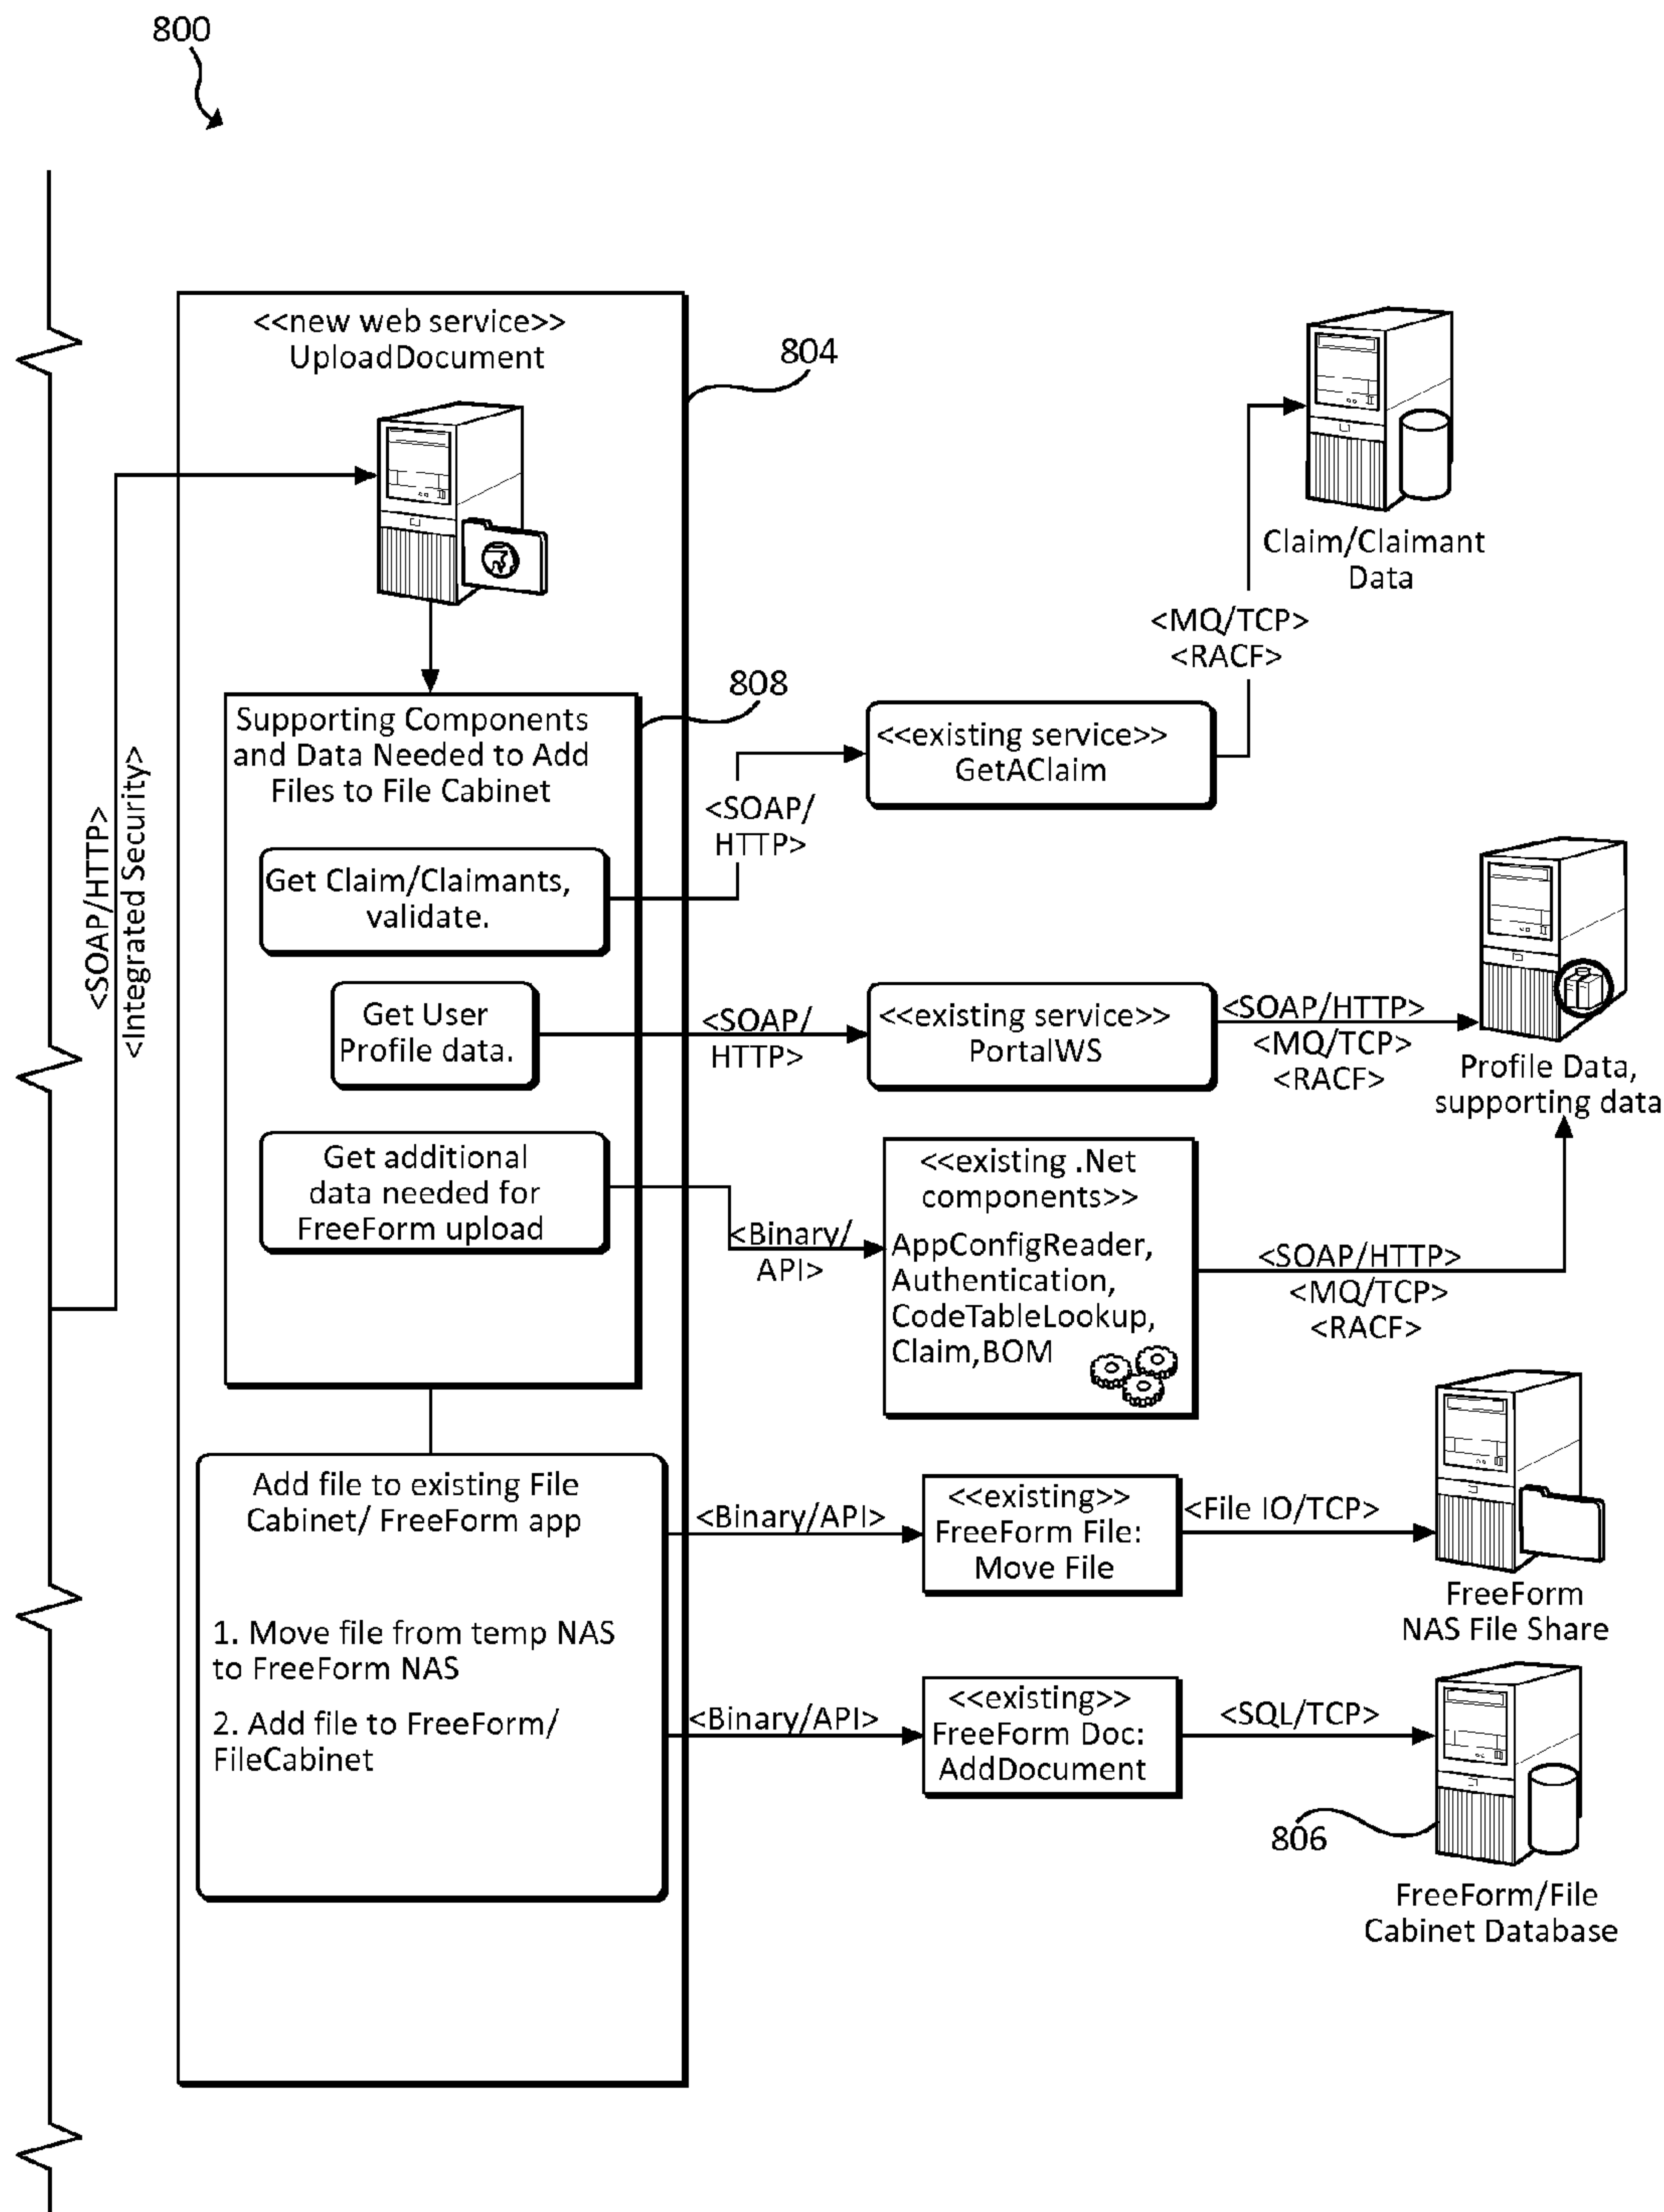 800
<<new web service>>
UploadDocument
804
Claim/Claimant
Data
<MQ/TCP>
<RACF>
808
Supporting Components
and Data Needed to Add
Files to File Cabinet
<<existing service>>
GetAClaim
<SOAP/
HTTP>
<SOAP/HTTP>
<Integrated Security>
Get Claim/Claimants,
validate.
Get User
Profile data.
<SOAP/
HTTP>
<<existing service>>
PortalWS
<SOAP/HTTP>
<MQ/TCP>
<RACF>
Profile Data,
supporting data
Get additional
data needed for
FreeForm upload
<Binary/
API>
<<existing .Net
components>>
AppConfigReader,
Authentication,
CodeTableLookup,
Claim,BOM
<SOAP/HTTP>
<MQ/TCP>
<RACF>
Add file to existing File
Cabinet/ FreeForm app
<Binary/API>
<<existing>>
FreeForm File:
Move File
<File IO/TCP>
FreeForm
NAS File Share
1. Move file from temp NAS
to FreeForm NAS
2. Add file to FreeForm/
FileCabinet
<Binary/API>
<<existing>>
FreeForm Doc:
AddDocument
<SQL/TCP>
806
FreeForm/File
Cabinet Database